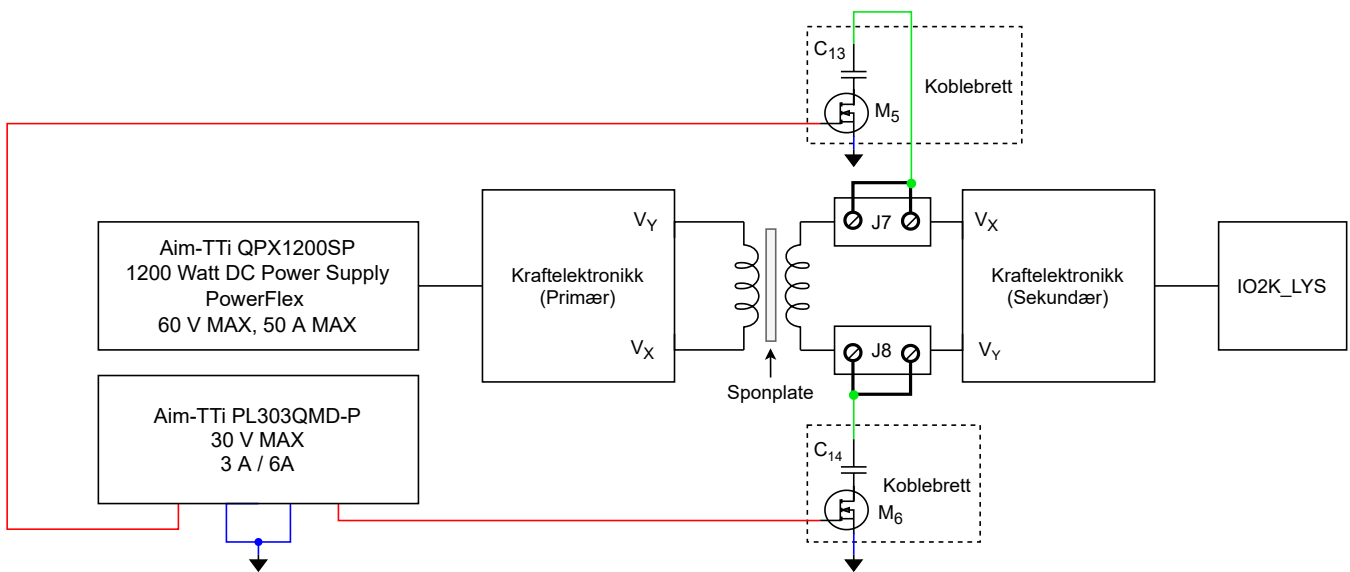 C13
Koblebrett
M5
Aim-TTi QPX1200SP
1200 Watt DC Power Supply
PowerFlex
60 V MAX, 50 A MAX
Kraftelektronikk
(Primær)
VY
VX
Sponplate
J7
J8
VX
VY
Kraftelektronikk
(Sekundær)
IO2K_LYS
Aim-TTi PL303QMD-P
30 V MAX
3 A / 6A
C14
Koblebrett
M6